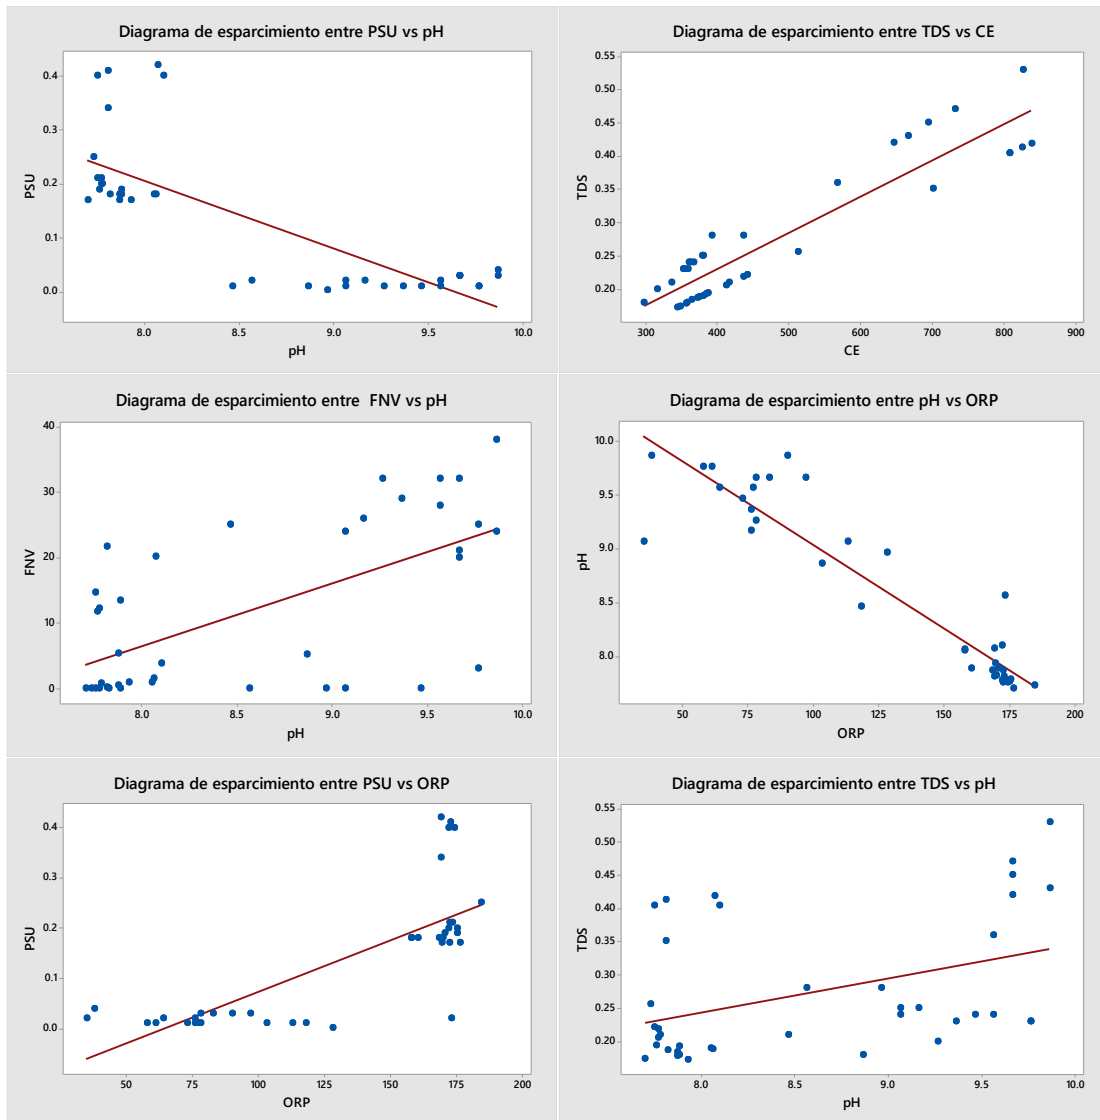 Diagrama de esparcimiento entre PSU vs pH
0.4
0.3
0.2
0.1
0.0
PSU
8.0 8.5 9.0 9.5 10.0
pH
Diagrama de esparcimiento entre TDS vs CE
0.55
0.50
0.45
0.40
0.35
0.30
0.25
0.20
TDS
300 400 500 600 700 800 900
CE
Diagrama de esparcimiento entre FNV vs pH
40
30
20
10
0
FNV
8.0 8.5 9.0 9.5 10.0
pH
Diagrama de esparcimiento entre pH vs ORP
10.0
9.5
9.0
8.5
8.0
pH
50 75 100 125 150 175 200
ORP
Diagrama de esparcimiento entre PSU vs ORP
0.4
0.3
0.2
0.1
0.0
PSU
50 75 100 125 150 175 200
ORP
Diagrama de esparcimiento entre TDS vs pH
0.55
0.50
0.45
0.40
0.35
0.30
0.25
0.20
TDS
8.0 8.5 9.0 9.5 10.0
pH